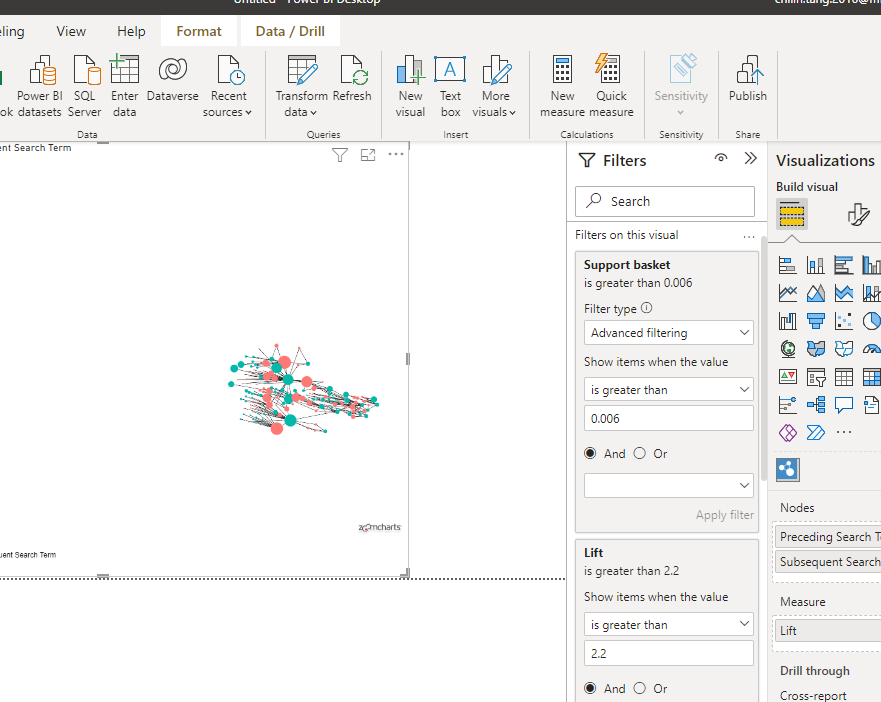 Untitled - Power BI Desktop
eling View Help Format Data / Drill
ok
Power BI
datasets
SQL
Server
Enter
data
Dataverse
Recent
sources
Transform
data
Refresh
New
visual
Text
box
More
visuals
New
measure
Quick
measure
Sensitivity
Publish
Data
Queries
Insert
Calculations
Sensitivity
Share
ent Search Term
zoomcharts
uent Search Term
Filters
Search
Filters on this visual
Support basket
is greater than 0.006
Filter type
Advanced filtering
Show items when the value
is greater than
0.006
And Or
Apply filter
Lift
is greater than 2.2
Show items when the value
is greater than
2.2
And Or
Visualizations
Build visual
Nodes
Preceding Search T
Subsequent Search
Measure
Lift
Drill through
Cross-report